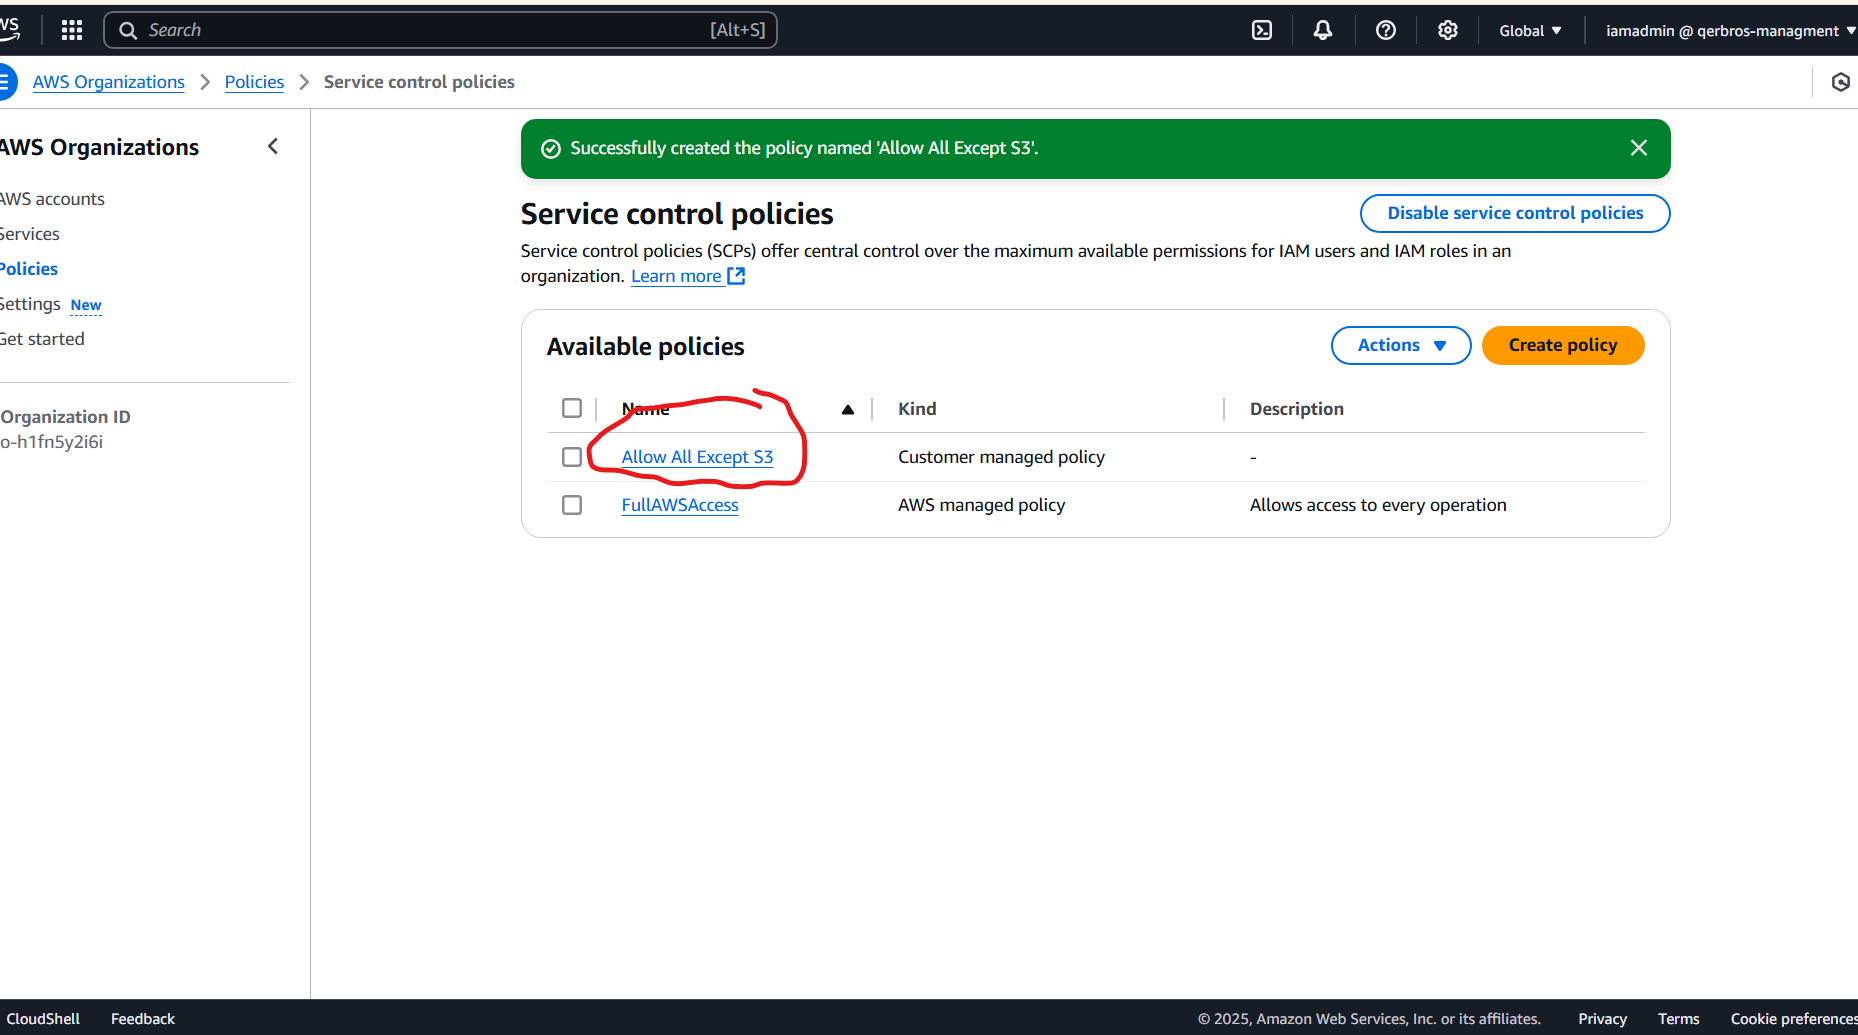 Search [Alt+S] Global iamadmin @ qerbros-managment
AWS Organizations Policies Service control policies
AWS Organizations
AWS accounts
Services
Policies
Settings New
Get started
Organization ID
o-h1fn5y2i6i
Successfully created the policy named 'Allow All Except S3'.
Service control policies
Disable service control policies
Service control policies (SCPs) offer central control over the maximum available permissions for IAM users and IAM roles in an
organization. Learn more
Available policies
Actions Create policy
Name Kind Description
Allow All Except S3 Customer managed policy -
FullAWSAccess AWS managed policy Allows access to every operation
CloudShell Feedback © 2025, Amazon Web Services, Inc. or its affiliates. Privacy Terms Cookie preferences